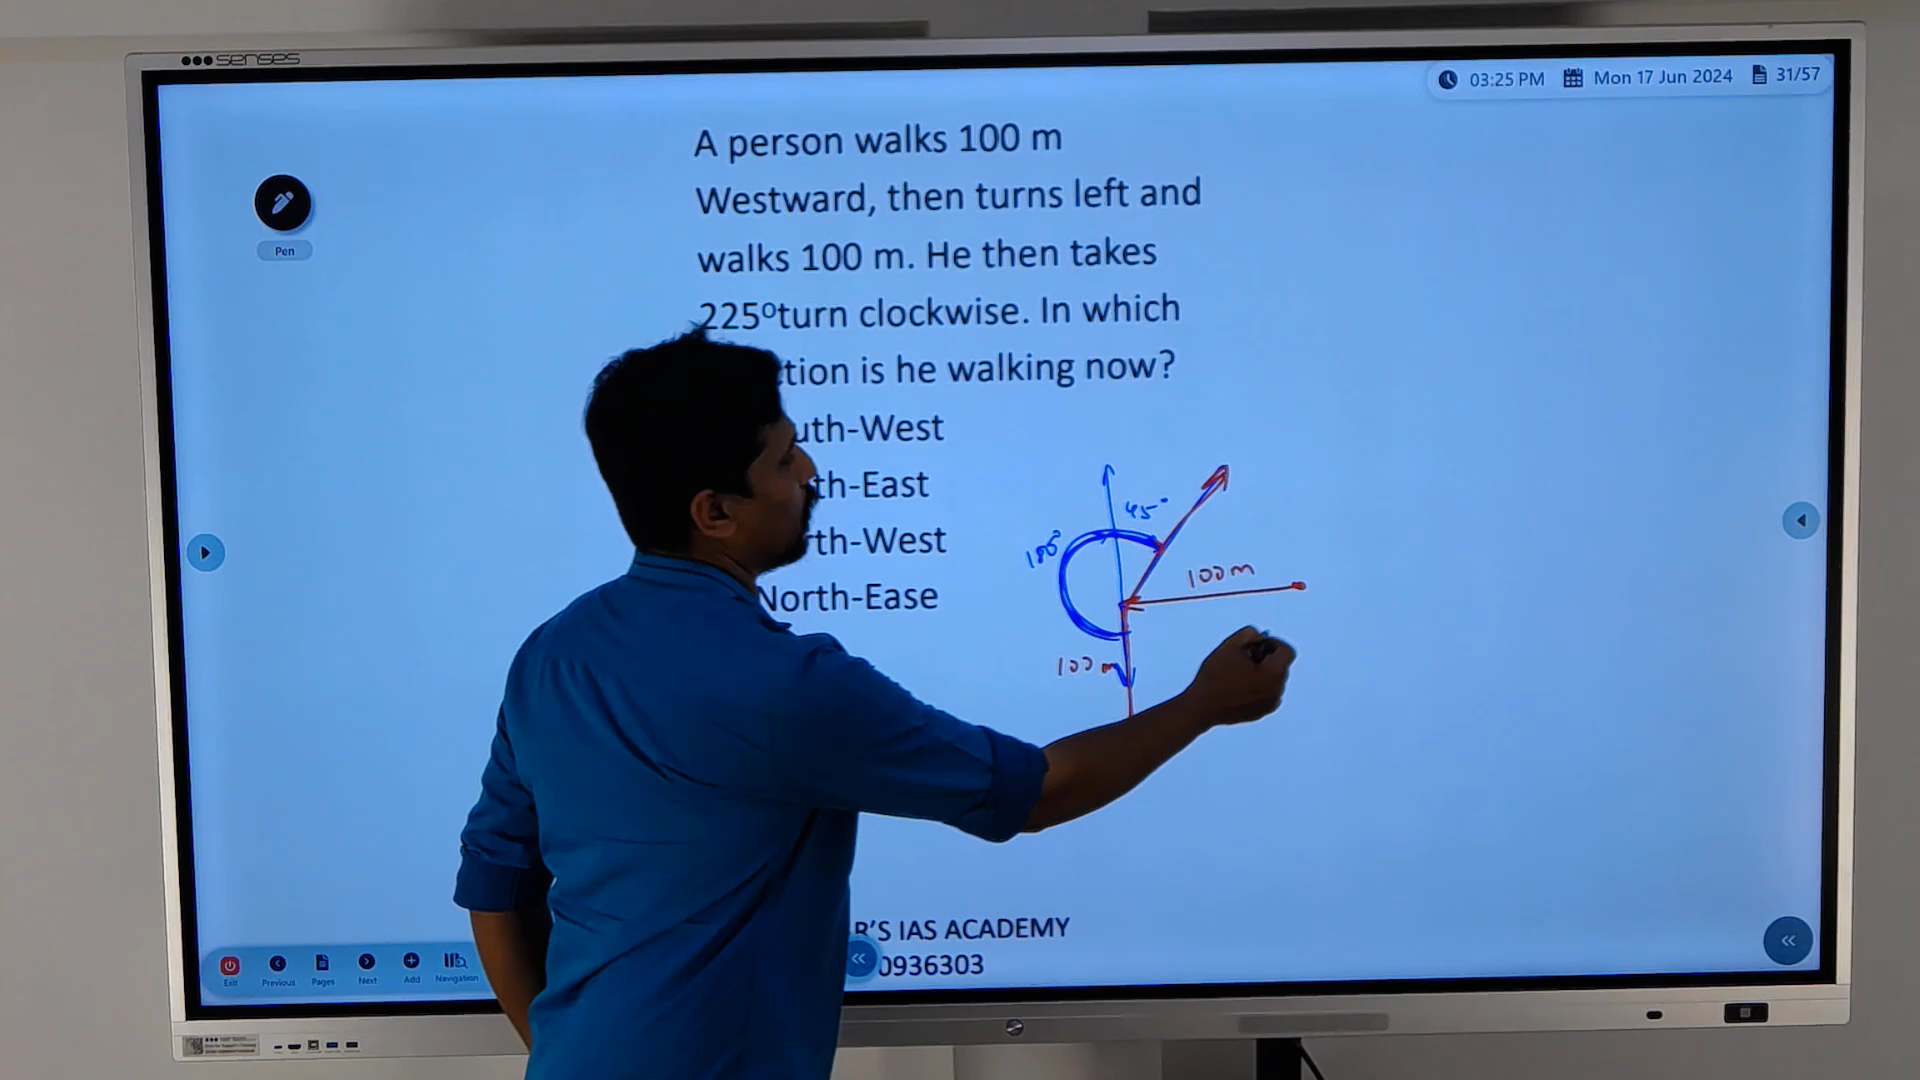 senses
03:25 PM Mon 17 Jun 2024 31/57
Pen
A person walks 100 m
Westward, then turns left and
walks 100 m. He then takes
225°turn clockwise. In which
ction is he walking now?
uth-West
th-East
rth-West
North-Ease
45°
180°
100m
100 m
R'S IAS ACADEMY
0936303
Exit Previous Pages Next Add Navigation